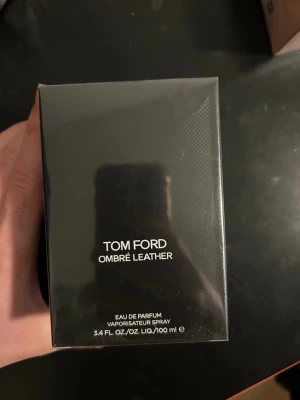 TOM FORD
OMBRÉ LEATHER
EAU DE PARFUM
VAPORISATEUR SPRAY
3.4 FL. OZ./OZ. LIQ./100 ml ℮